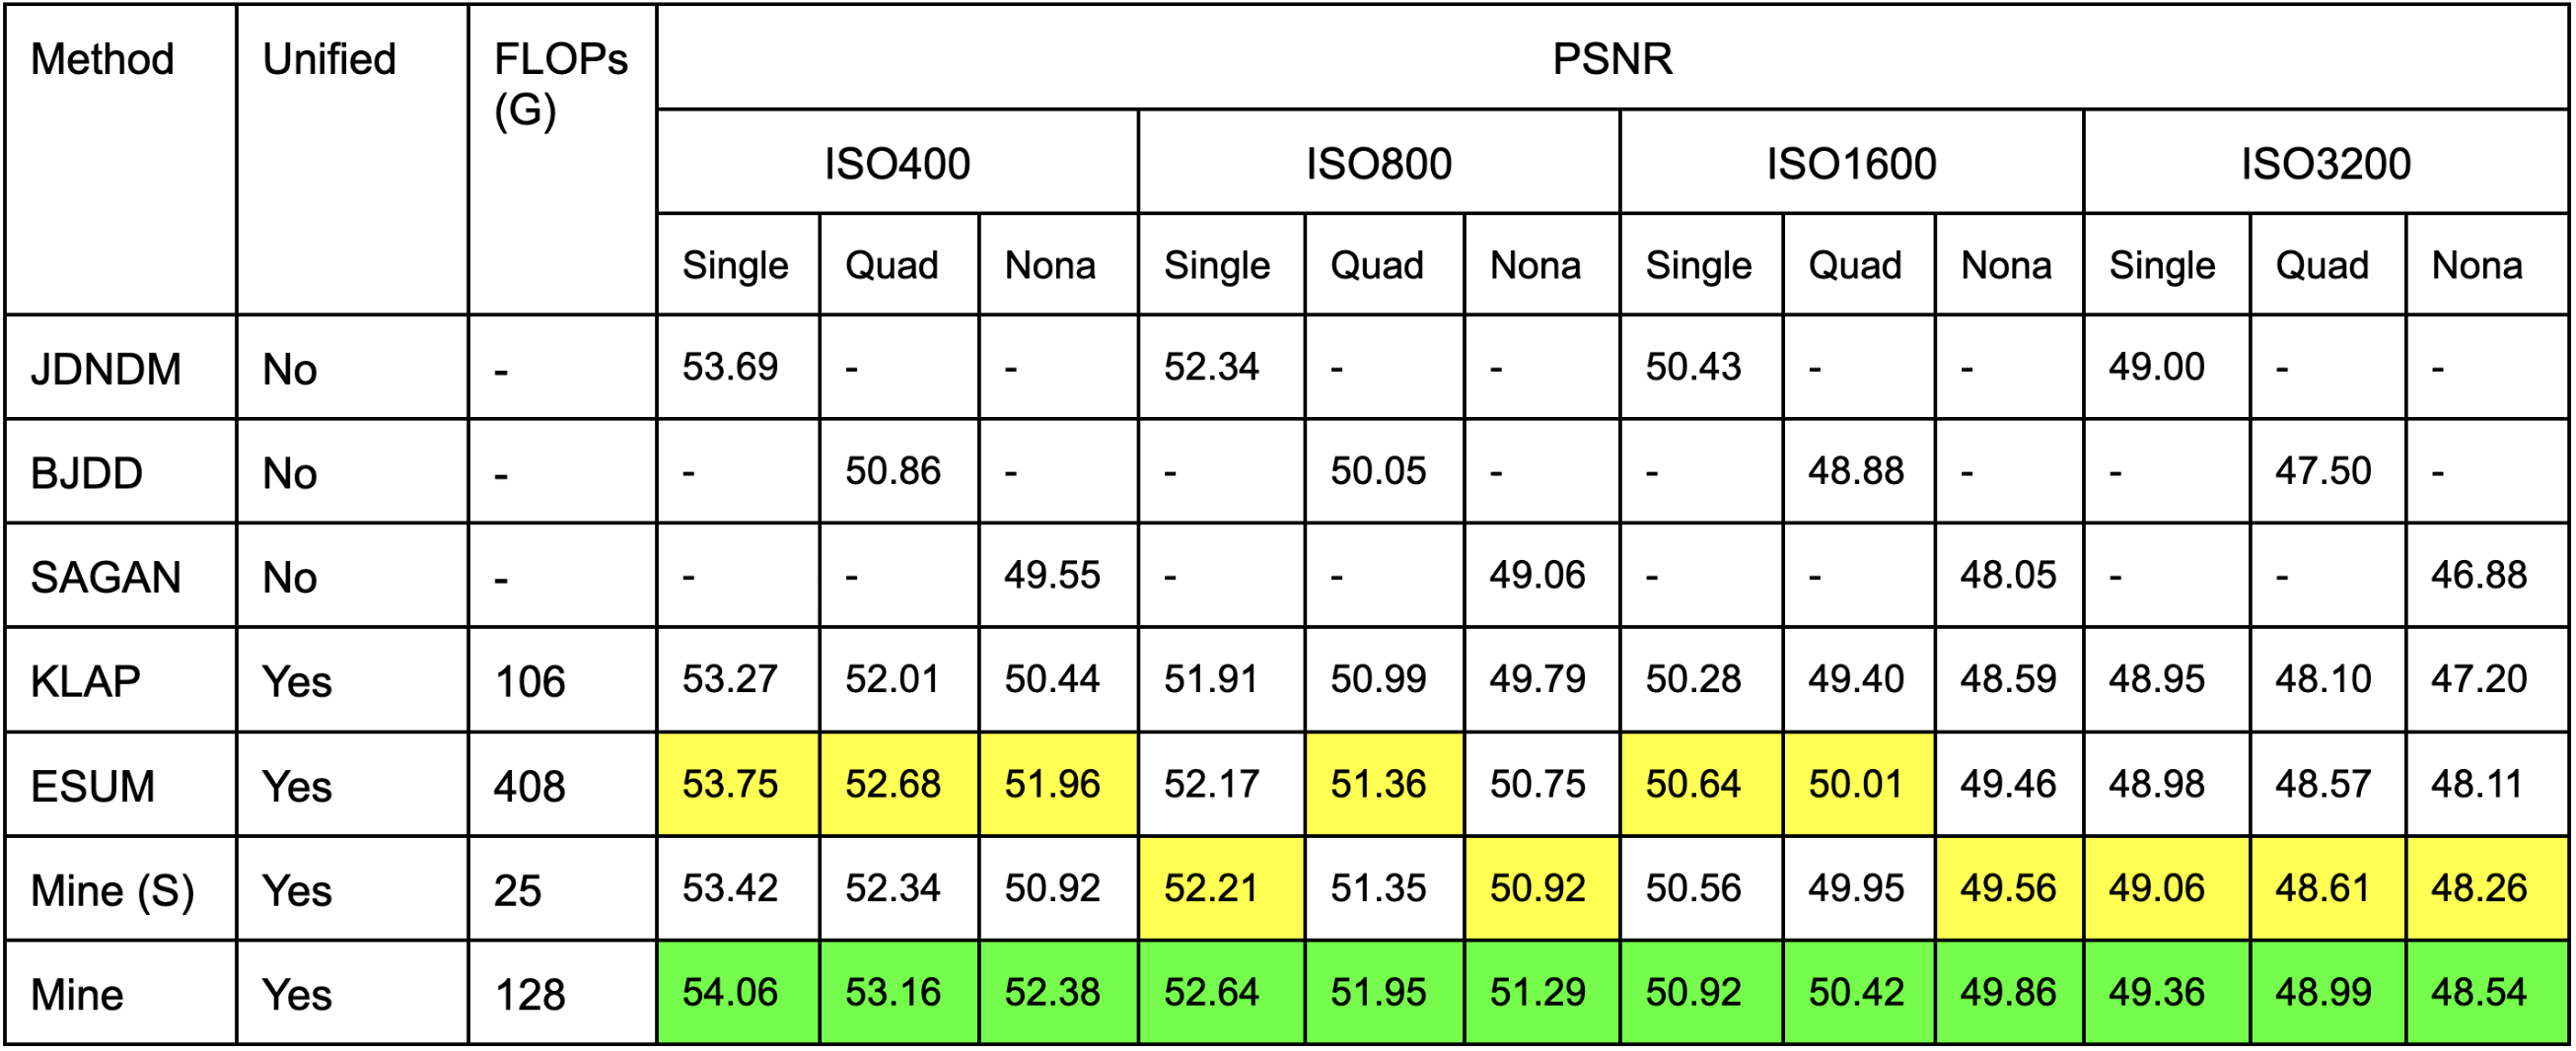 Method Unified FLOPs PSNR
(G)
ISO400 ISO800 ISO1600 ISO3200
Single Quad Nona Single Quad Nona Single Quad Nona Single Quad Nona
JDNDM No - 53.69 - - 52.34 - - 50.43 - - 49.00 - -
BJDD No - - 50.86 - - 50.05 - - 48.88 - - 47.50 -
SAGAN No - - - 49.55 - - 49.06 - - 48.05 - - 46.88
KLAP Yes 106 53.27 52.01 50.44 51.91 50.99 49.79 50.28 49.40 48.59 48.95 48.10 47.20
ESUM Yes 408 53.75 52.68 51.96 52.17 51.36 50.75 50.64 50.01 49.46 48.98 48.57 48.11
Mine (S) Yes 25 53.42 52.34 50.92 52.21 51.35 50.92 50.56 49.95 49.56 49.06 48.61 48.26
Mine Yes 128 54.06 53.16 52.38 52.64 51.95 51.29 50.92 50.42 49.86 49.36 48.99 48.54